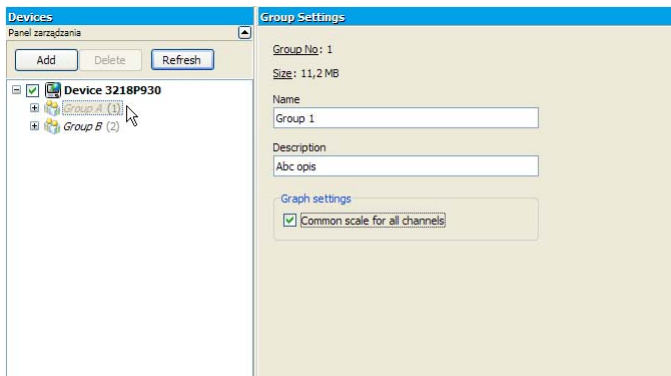 Devices
Panel zarządzania
Add Delete Refresh
Device 3218P930
Group A (1)
Group B (2)
Group Settings
Group No: 1
Size: 11,2 MB
Name
Group 1
Description
Abc opis
Graph settings
Common scale for all channels